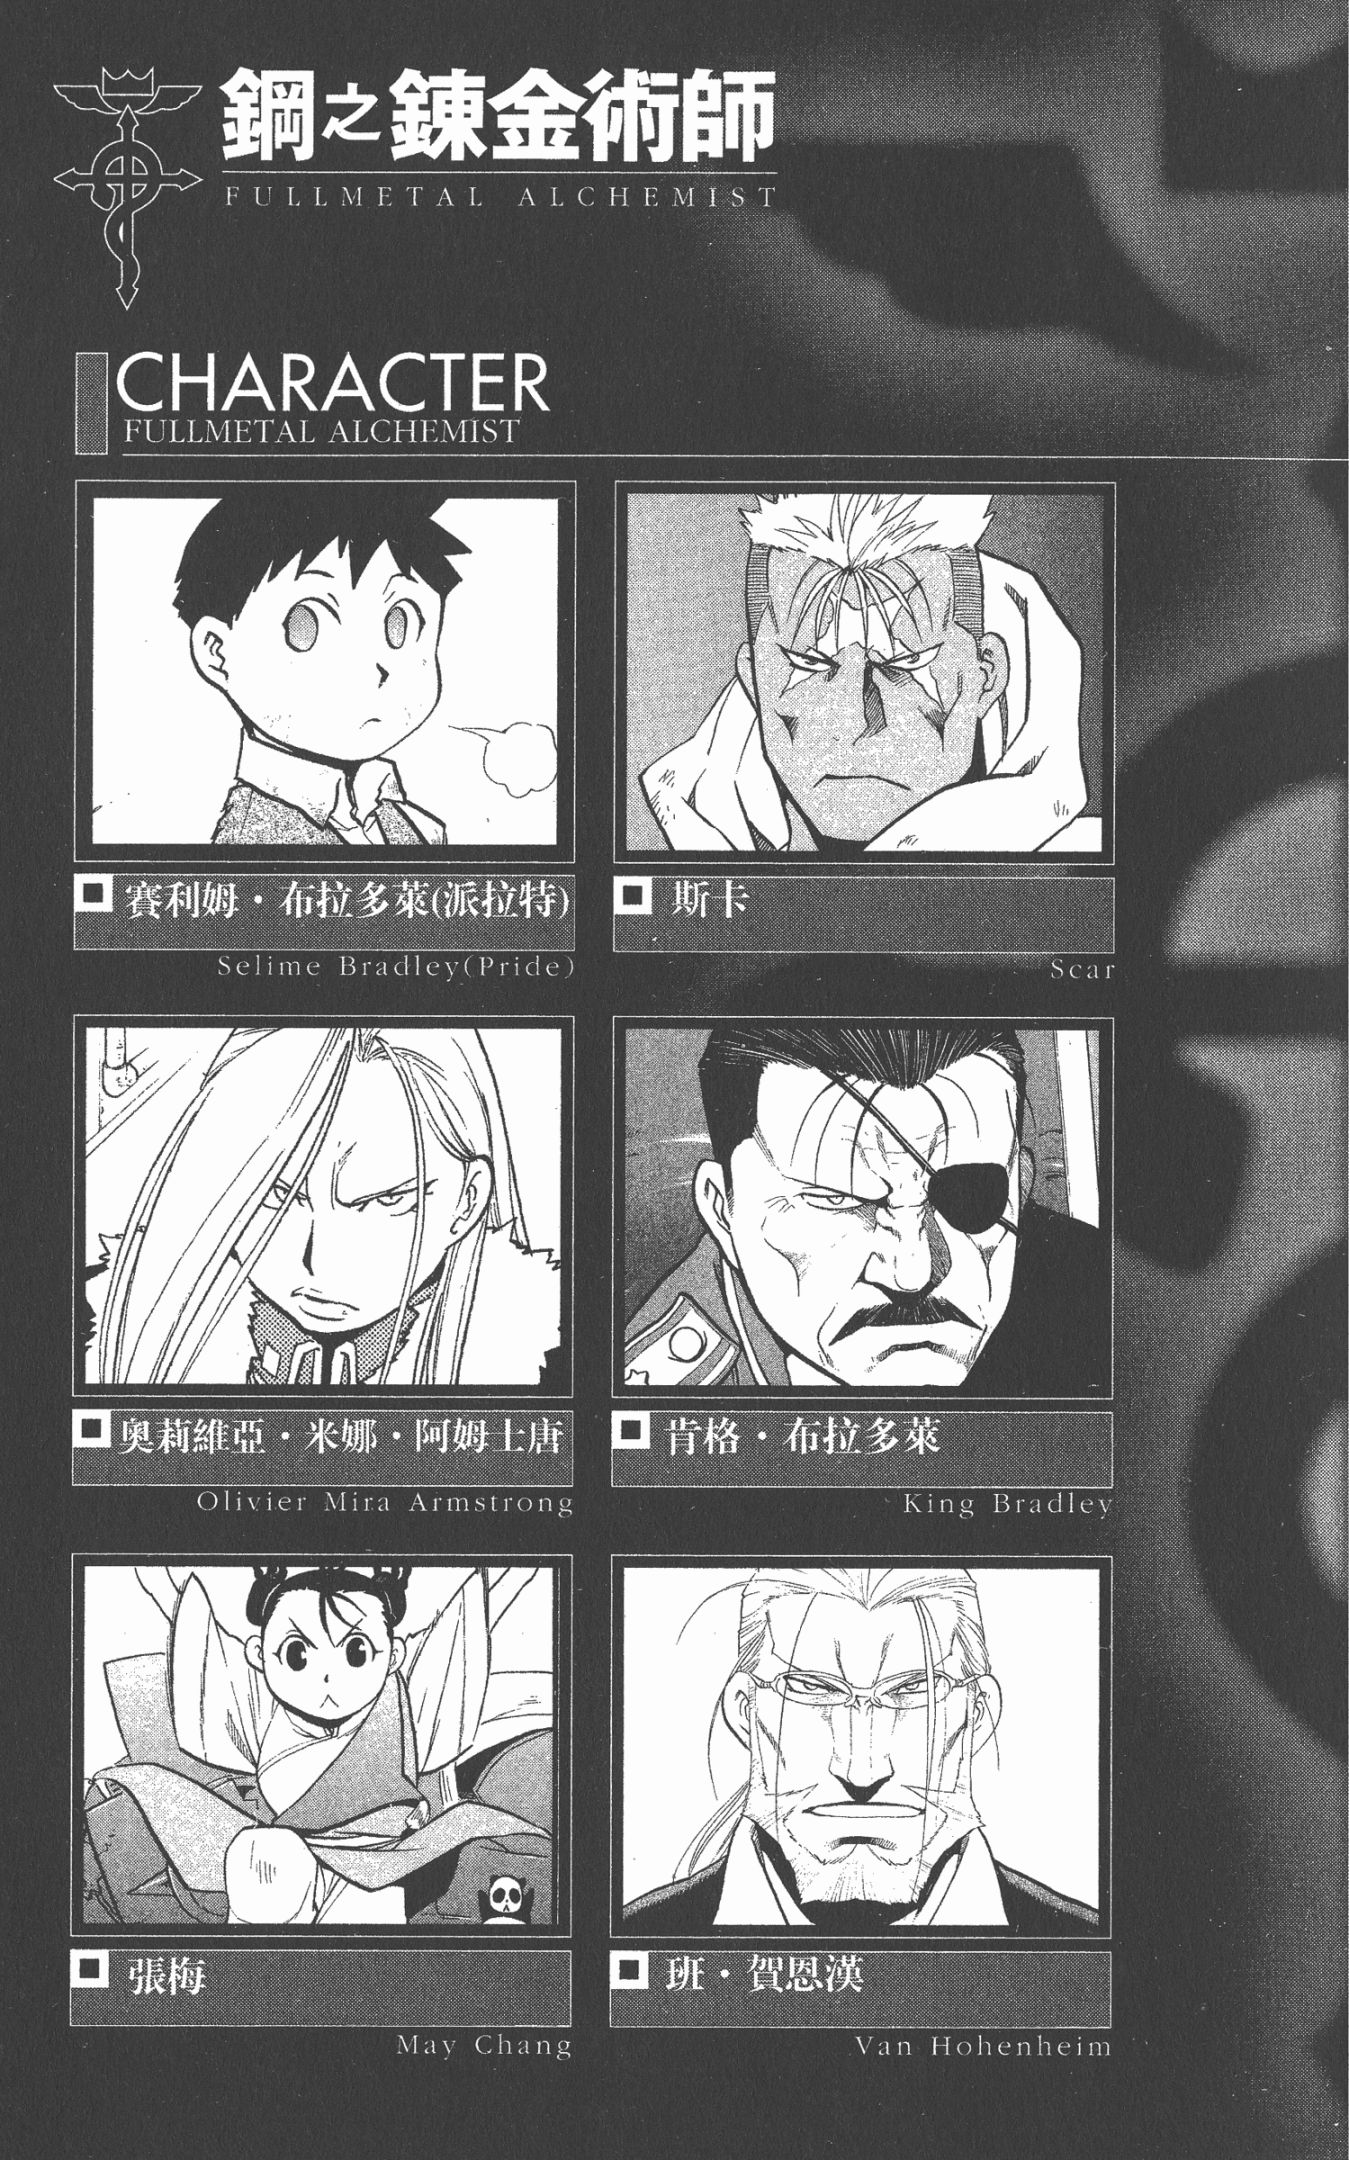 鋼之錬金術師
FULLMETAL ALCHEMIST
CHARACTER
FULLMETAL ALCHEMIST
賽利姆・布拉多萊(派拉特)
Selime Bradley(Pride)
斯卡
Scar
奧莉維亞・米娜・阿姆士唐
Olivier Mira Armstrong
肯格・布拉多萊
King Bradley
張梅
May Chang
班・賀恩漢
Van Hohenheim